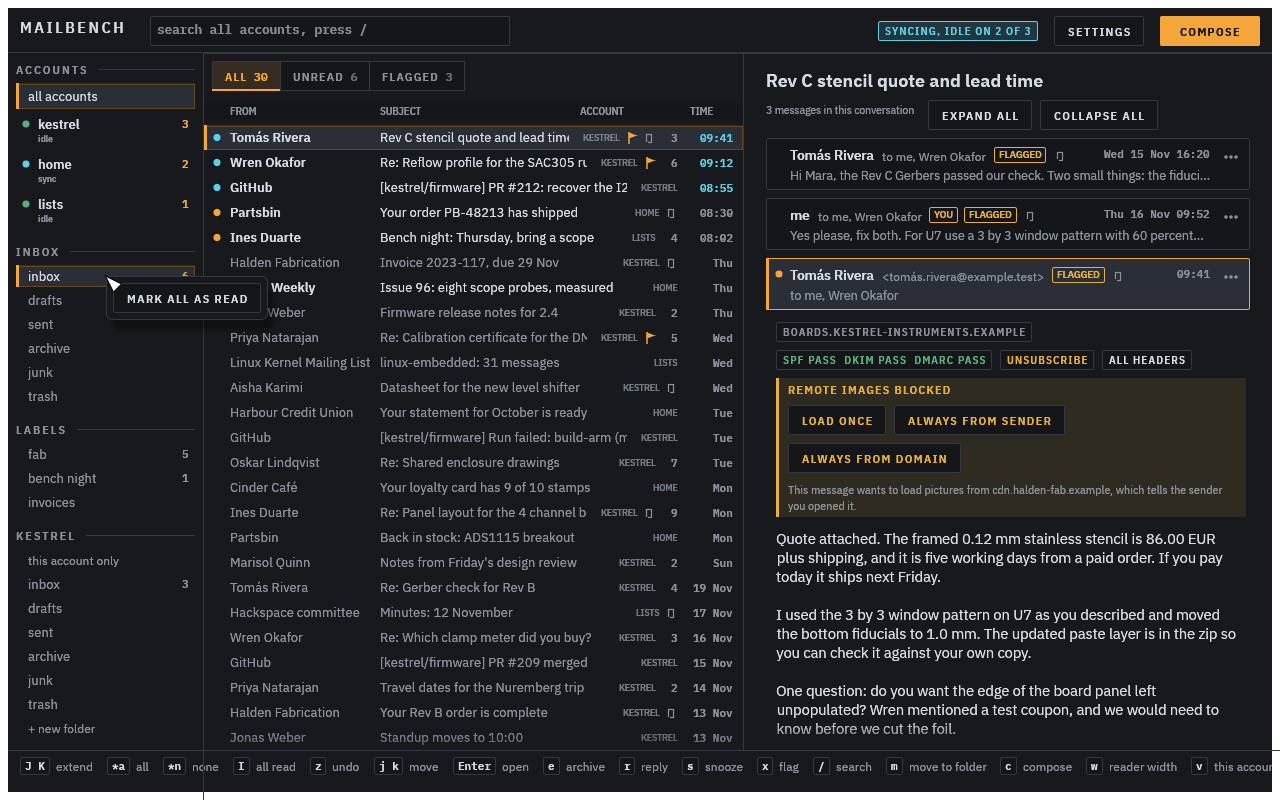 MAILBENCH
search all accounts, press /
SYNCING, IDLE ON 2 OF 3
SETTINGS
COMPOSE
ACCOUNTS
all accounts
kestrel 3
idle
home 2
sync
lists 1
idle
INBOX
inbox
drafts
sent
archive
junk
trash
MARK ALL AS READ
LABELS
fab 5
bench night 1
invoices
KESTREL
this account only
inbox 3
drafts
sent
archive
junk
trash
+ new folder
ALL 30 UNREAD 6 FLAGGED 3
FROM SUBJECT ACCOUNT TIME
Tomás Rivera Rev C stencil quote and lead time KESTREL 3 09:41
Wren Okafor Re: Reflow profile for the SAC305 KESTREL 6 09:12
GitHub [kestrel/firmware] PR #212: recover the I2 KESTREL 08:55
Partsbin Your order PB-48213 has shipped HOME 08:30
Ines Duarte Bench night: Thursday, bring a scope LISTS 4 08:02
Halden Fabrication Invoice 2023-117, due 29 Nov KESTREL Thu
Weekly Issue 96: eight scope probes, measured HOME Thu
Weber Firmware release notes for 2.4 KESTREL 2 Thu
Priya Natarajan Re: Calibration certificate for the KESTREL 5 Wed
Linux Kernel Mailing List linux-embedded: 31 messages LISTS Wed
Aisha Karimi Datasheet for the new level shifter KESTREL Wed
Harbour Credit Union Your statement for October is ready HOME Tue
GitHub [kestrel/firmware] Run failed: build-arm (m KESTREL Tue
Oskar Lindqvist Re: Shared enclosure drawings KESTREL 7 Tue
Cinder Café Your loyalty card has 9 of 10 stamps HOME Mon
Ines Duarte Re: Panel layout for the 4 channel b KESTREL 9 Mon
Partsbin Back in stock: ADS1115 breakout HOME Mon
Marisol Quinn Notes from Friday's design review KESTREL 2 Sun
Tomás Rivera Re: Gerber check for Rev B KESTREL 4 19 Nov
Hackspace committee Minutes: 12 November LISTS 17 Nov
Wren Okafor Re: Which clamp meter did you buy? KESTREL 3 16 Nov
GitHub [kestrel/firmware] PR #209 merged KESTREL 15 Nov
Priya Natarajan Travel dates for the Nuremberg trip KESTREL 2 14 Nov
Halden Fabrication Your Rev B order is complete KESTREL 13 Nov
Jonas Weber Standup moves to 10:00 KESTREL 13 Nov
Rev C stencil quote and lead time
3 messages in this conversation EXPAND ALL COLLAPSE ALL
Tomás Rivera to me, Wren Okafor FLAGGED Wed 15 Nov 16:20 •••
Hi Mara, the Rev C Gerbers passed our check. Two small things: the fiduci...
me to me, Wren Okafor YOU FLAGGED Thu 16 Nov 09:52 •••
Yes please, fix both. For U7 use a 3 by 3 window pattern with 60 percent...
Tomás Rivera <tomás.rivera@example.test> FLAGGED 09:41 •••
to me, Wren Okafor
BOARDS.KESTREL-INSTRUMENTS.EXAMPLE
SPF PASS DKIM PASS DMARC PASS UNSUBSCRIBE ALL HEADERS
REMOTE IMAGES BLOCKED
LOAD ONCE ALWAYS FROM SENDER
ALWAYS FROM DOMAIN
This message wants to load pictures from cdn.halden-fab.example, which tells the sender
you opened it.
Quote attached. The framed 0.12 mm stainless stencil is 86.00 EUR
plus shipping, and it is five working days from a paid order. If you pay
today it ships next Friday.
I used the 3 by 3 window pattern on U7 as you described and moved
the bottom fiducials to 1.0 mm. The updated paste layer is in the zip so
you can check it against your own copy.
One question: do you want the edge of the board panel left
unpopulated? Wren mentioned a test coupon, and we would need to
know before we cut the foil.
J K extend *a all *n none I all read z undo j k move Enter open e archive r reply s snooze x flag / search m move to folder c compose w reader width v this accoun